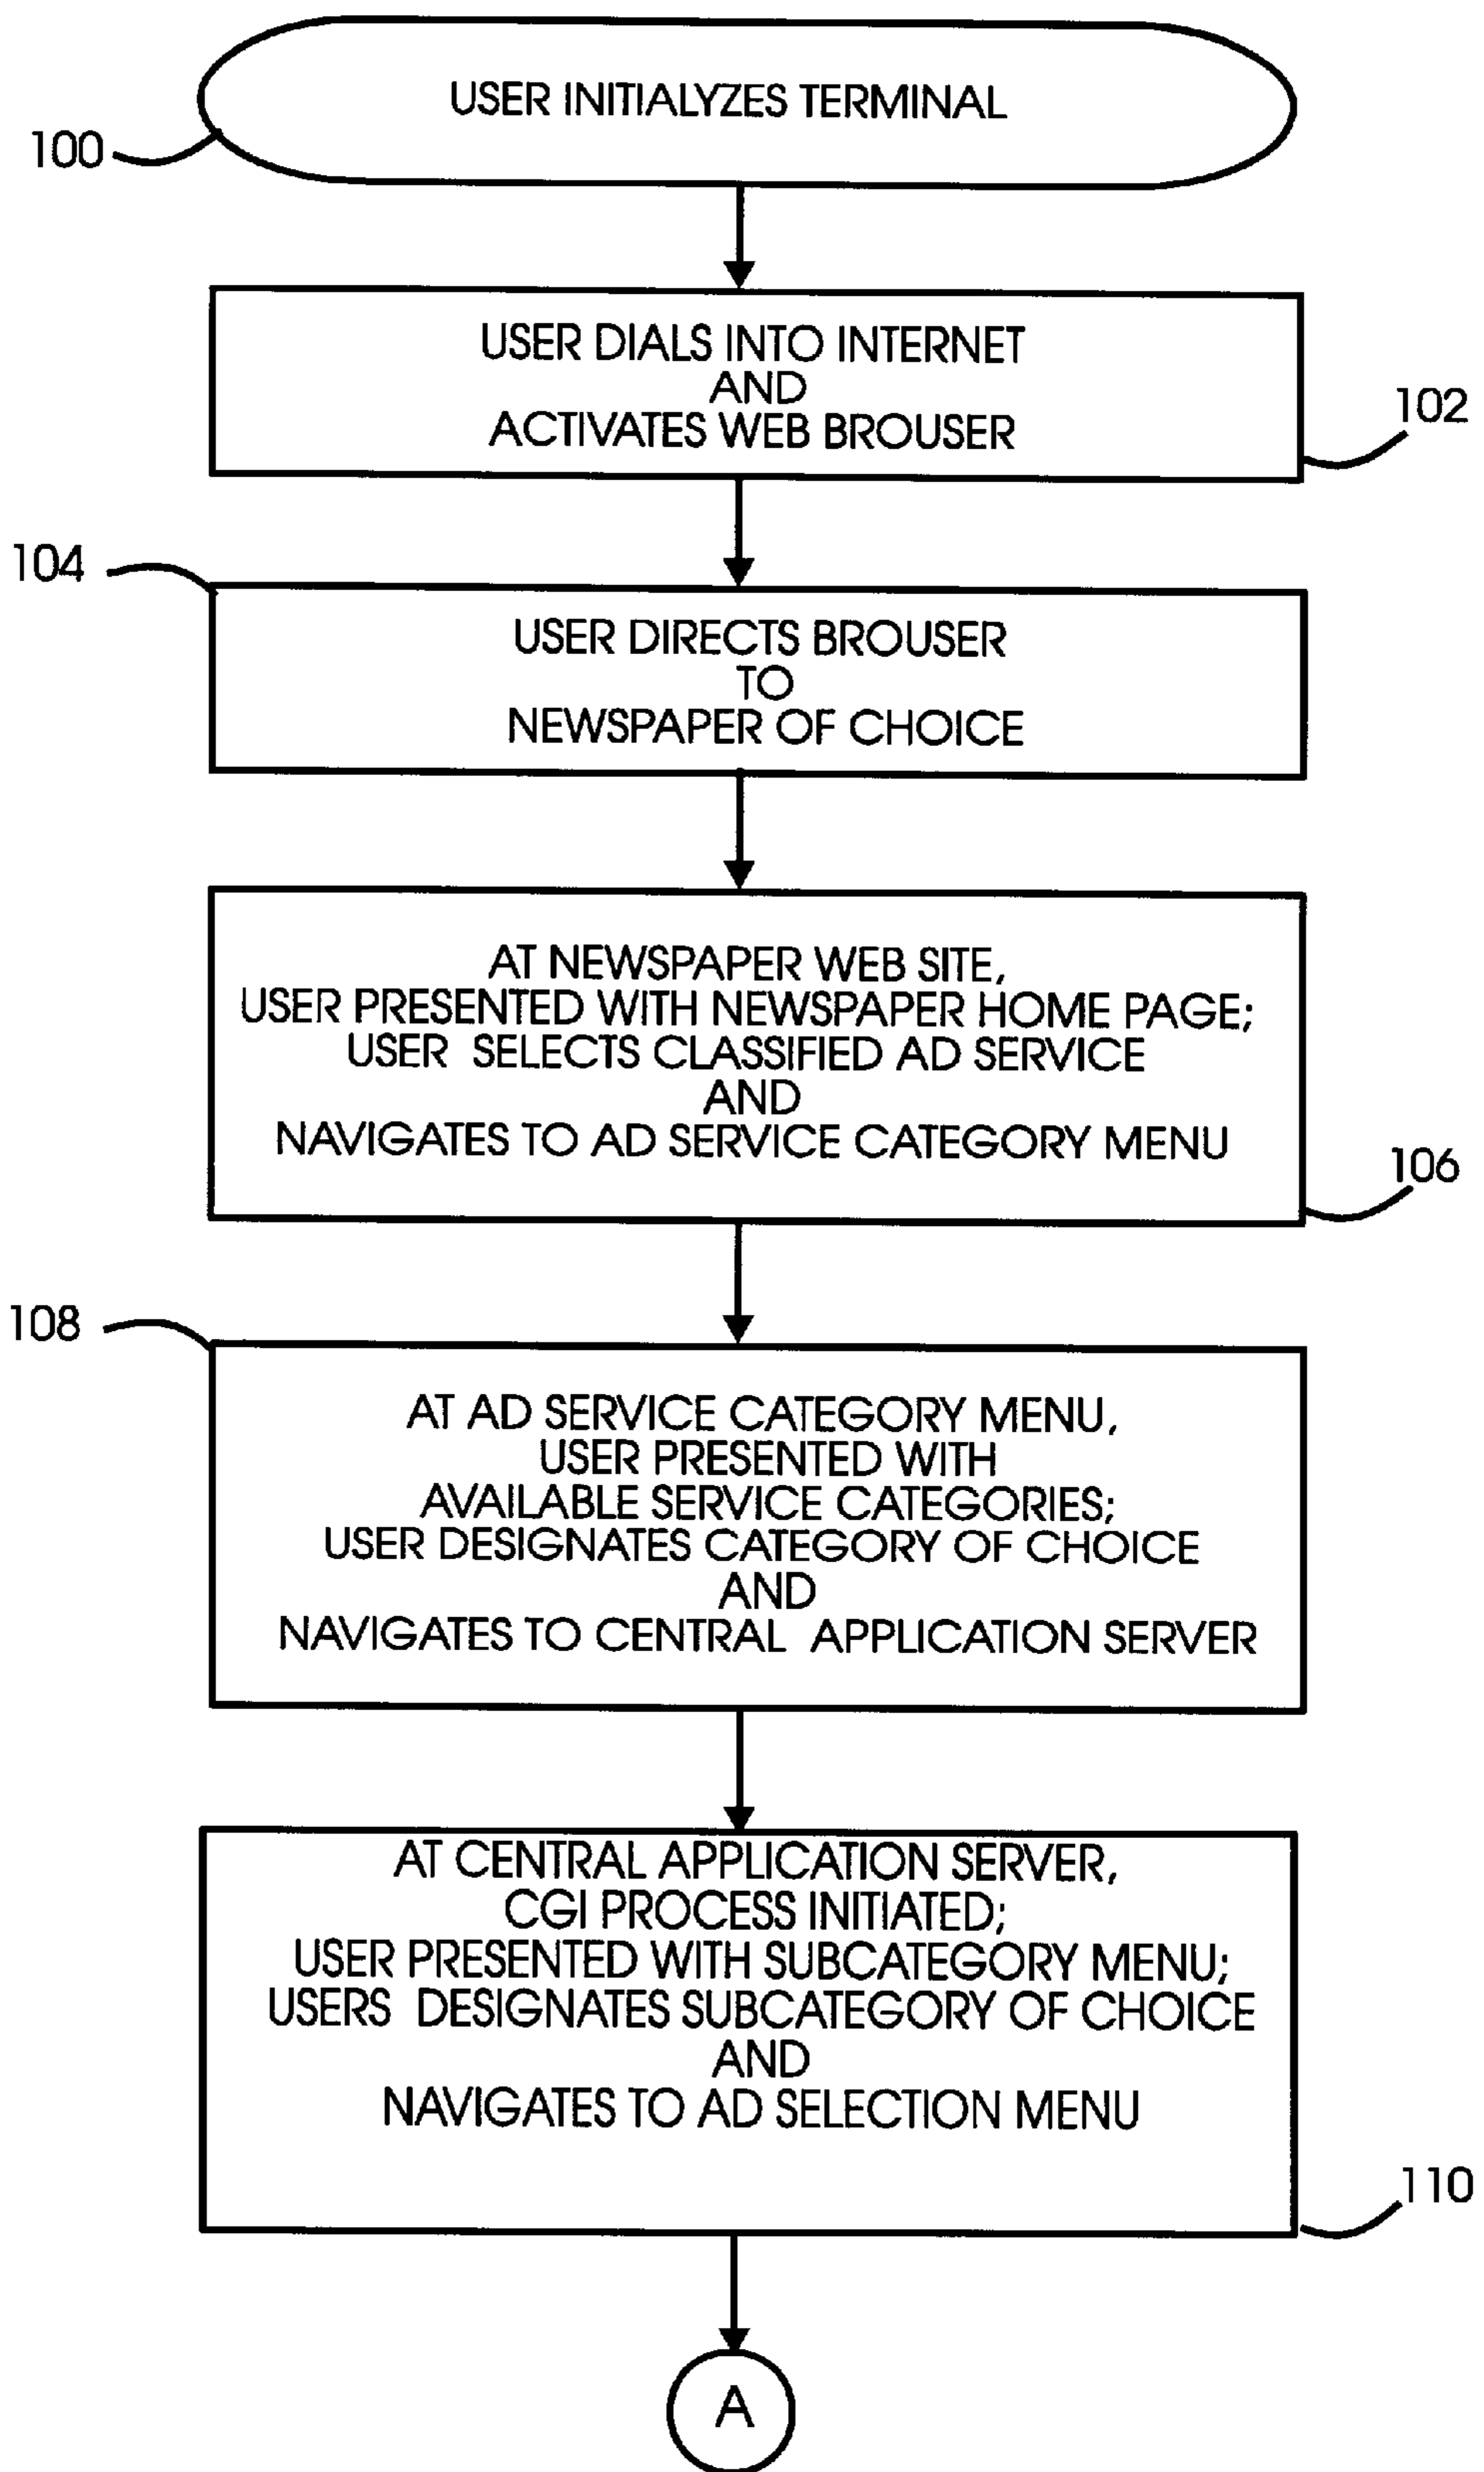 USER INITIALYZES TERMINAL
100
USER DIALS INTO INTERNET
AND
ACTIVATES WEB BROUSER
102
104
USER DIRECTS BROUSER
TO
NEWSPAPER OF CHOICE
AT NEWSPAPER WEB SITE,
USER PRESENTED WITH NEWSPAPER HOME PAGE;
USER SELECTS CLASSIFIED AD SERVICE
AND
NAVIGATES TO AD SERVICE CATEGORY MENU
106
108
AT AD SERVICE CATEGORY MENU,
USER PRESENTED WITH
AVAILABLE SERVICE CATEGORIES;
USER DESIGNATES CATEGORY OF CHOICE
AND
NAVIGATES TO CENTRAL APPLICATION SERVER
AT CENTRAL APPLICATION SERVER,
CGI PROCESS INITIATED;
USER PRESENTED WITH SUBCATEGORY MENU;
USERS DESIGNATES SUBCATEGORY OF CHOICE
AND
NAVIGATES TO AD SELECTION MENU
110
A